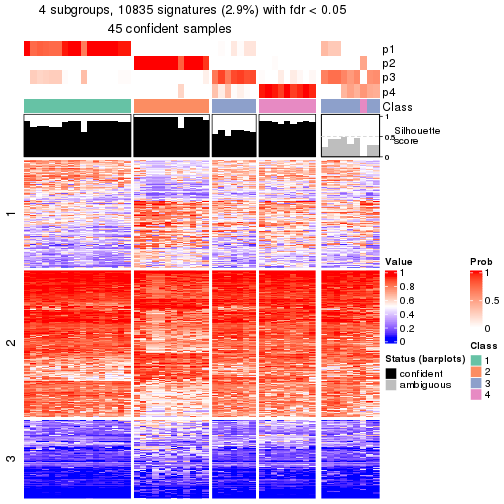 4 subgroups, 10835 signatures (2.9%) with fdr < 0.05
45 confident samples
p1
p2
p3
p4
Class
1
0.5
0
Silhouette
score
1
2
3
Value
1
0.8
0.6
0.4
0.2
0
Status (barplots)
confident
ambiguous
Prob
1
0.5
0
Class
1
2
3
4